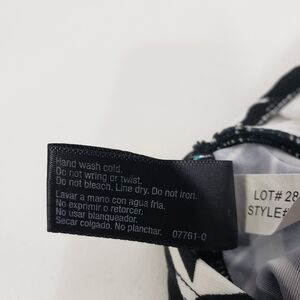 Hand wash cold.
Do not wring or twist.
Do not bleach. Line dry. Do not iron.
Lavar a mano con agua fria.
No exprimir o retorcer.
No usar blanqueador.
Secar colgado. No planchar. 07761-0
LOT# 28
STYLE#